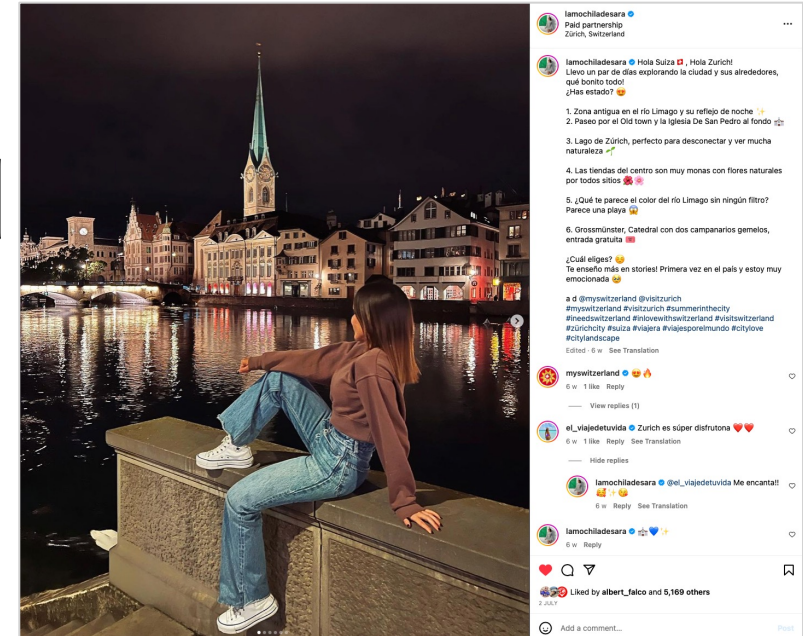 lamochiladesara
Paid partnership
Zürich, Switzerland
lamochiladesara Hola Suiza 🇨🇭 , Hola Zurich!
Llevo un par de días explorando la ciudad y sus alrededores,
qué bonito todo!
¿Has estado? 😍
1. Zona antigua en el río Limago y su reflejo de noche ✨
2. Paseo por el Old town y la Iglesia De San Pedro al fondo 💒
3. Lago de Zúrich, perfecto para desconectar y ver mucha
naturaleza 🌱
4. Las tiendas del centro son muy monas con flores naturales
por todos sitios 🌺🌸
5. ¿Qué te parece el color del río Limago sin ningún filtro?
Parece una playa 😱
6. Grossmünster, Catedral con dos campanarios gemelos,
entrada gratuita 🎟️
¿Cuál eliges? 😏
Te enseño más en stories! Primera vez en el país y estoy muy
emocionada 🥹
a d @myswitzerland @visitzurich
#myswitzerland #visitzurich #summerinthecity
#ineedswitzerland #inlovewithswitzerland #visitswitzerland
#zürichcity #suiza #viajera #viajesporelmundo #citylove
#citylandscape
Edited · 6 w See Translation
myswitzerland 😍🔥
6 w 1 like Reply
View replies (1)
el_viajedetuvida Zurich es súper disfrutona ❤️❤️
6 w 1 like Reply See Translation
Hide replies
lamochiladesara @el_viajedetuvida Me encanta!!
🥰✨😘
6 w Reply See Translation
lamochiladesara 💒💙✨
6 w Reply
Liked by albert_falco and 5,169 others
2 JULY
Add a comment...
Post